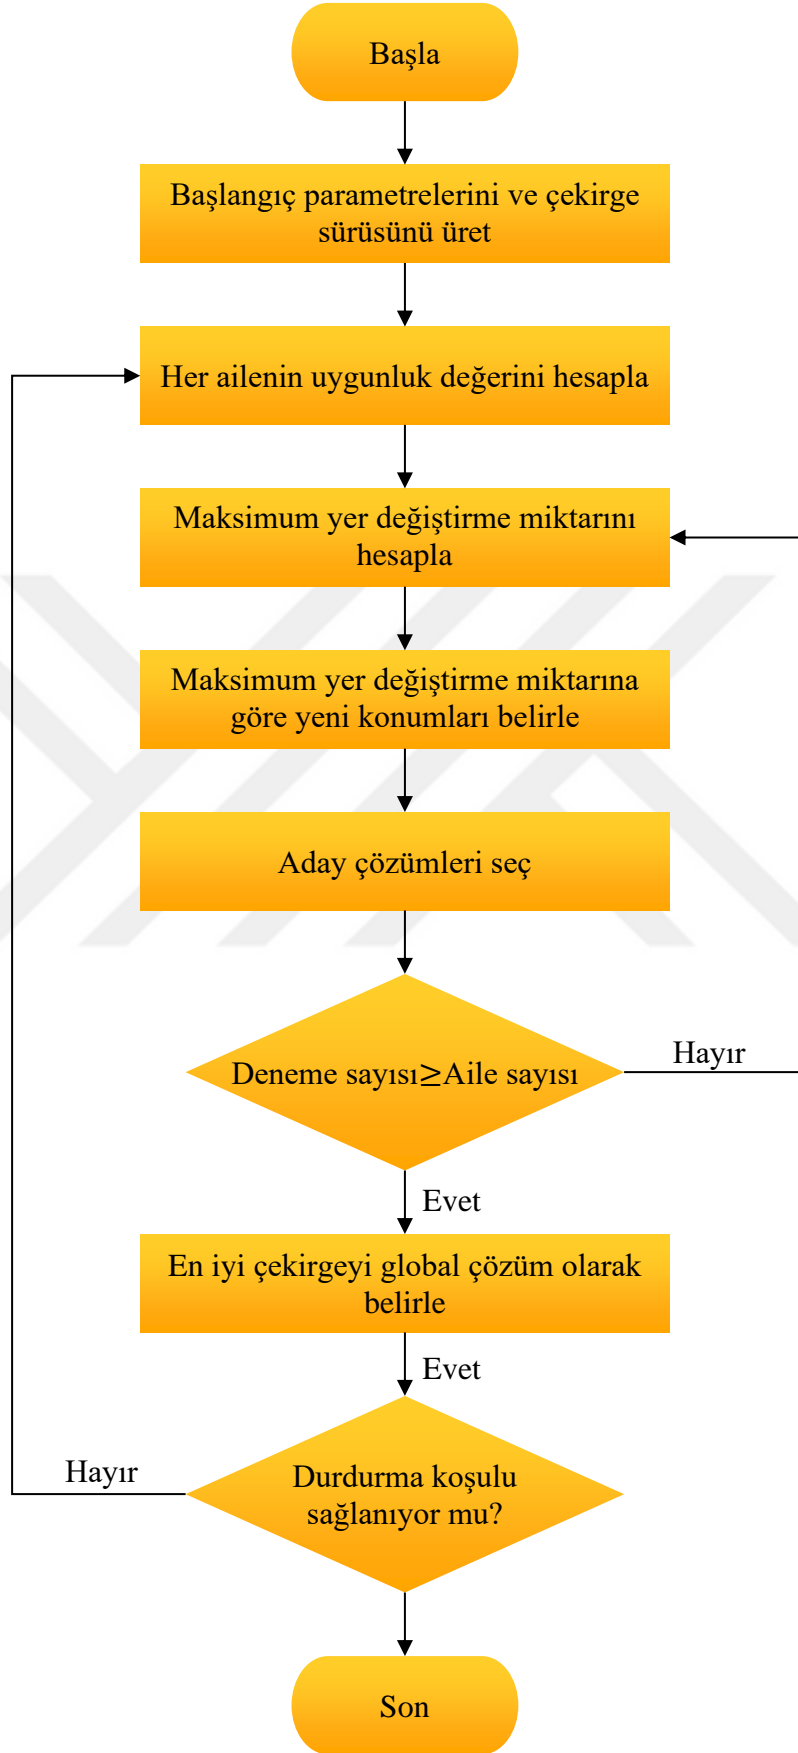 Başla
Başlangıç parametrelerini ve çekirge
sürüsünü üret
Her ailenin uygunluk değerini hesapla
Maksimum yer değiştirme miktarını
hesapla
Maksimum yer değiştirme miktarına
göre yeni konumları belirle
Aday çözümleri seç
Deneme sayısı≥Aile sayısı
Hayır
Evet
En iyi çekirgeyi global çözüm olarak
belirle
Evet
Hayır
Durdurma koşulu
sağlanıyor mu?
Son